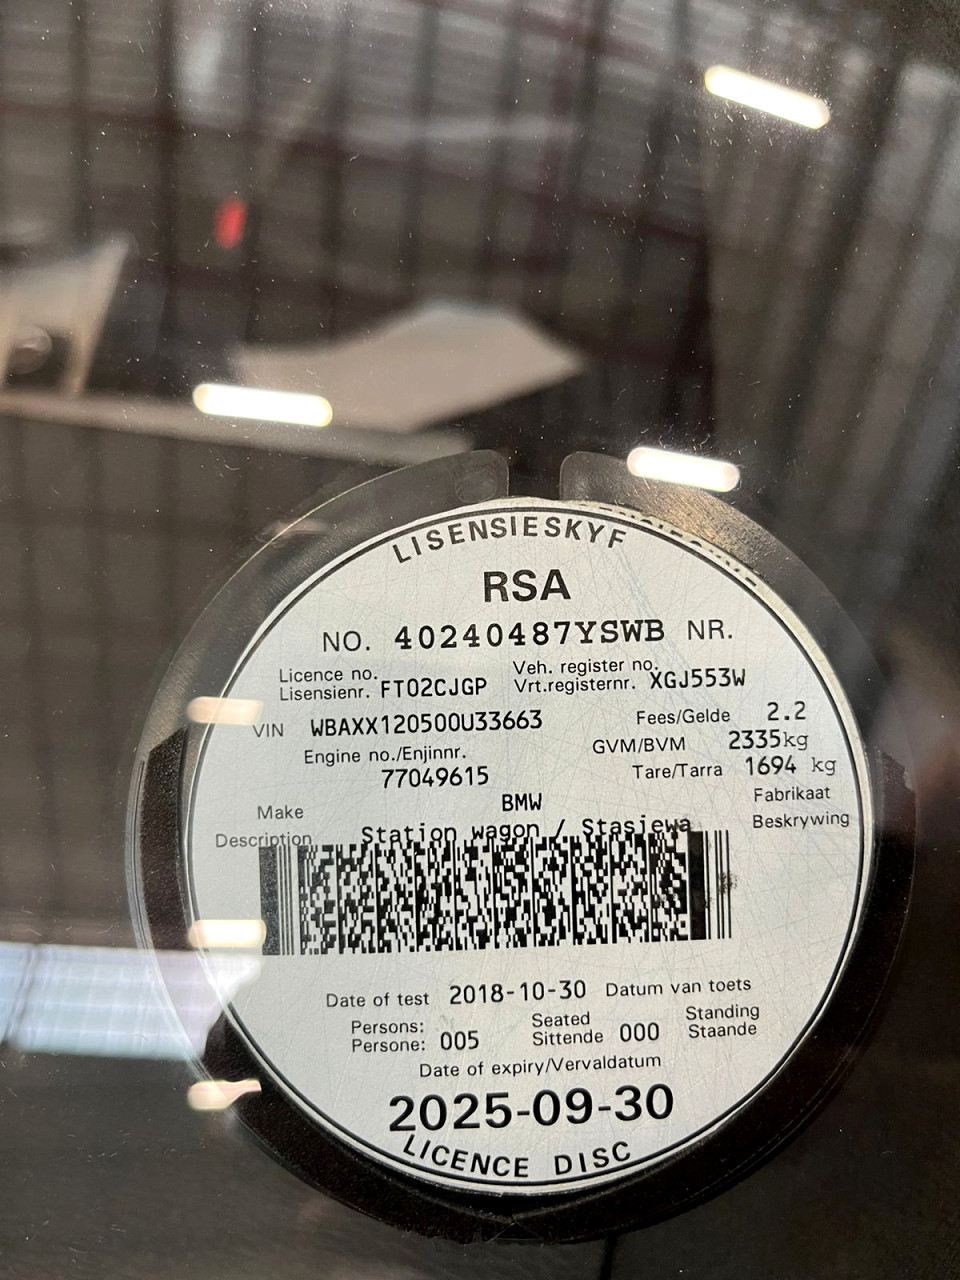 LISENSIESKYF
RSA
NO. 40240487YSWB NR.
Licence no. Veh. register no.
Lisensienr. FT02CJGP Vrt.registernr. XGJ553W
VIN WBAXX120500U33663 Fees/Gelde 2.2
GVM/BVM 2335kg
Engine no./Enjinnr. Tare/Tarra 1694 kg
77049615
Make BMW Fabrikaat
Description Station wagon / Stasiewa Beskrywing
Date of test 2018-10-30 Datum van toets
Persons: Seated Standing
Persone: 005 Sittende 000 Staande
Date of expiry/Vervaldatum
2025-09-30
LICENCE DISC